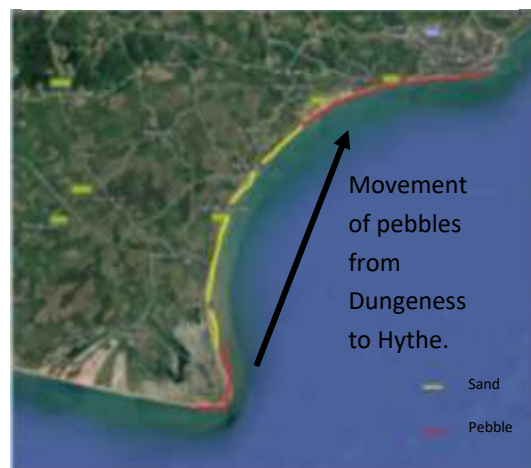 Movement
of pebbles
from
Dungeness
to Hythe.
Sand
Pebble